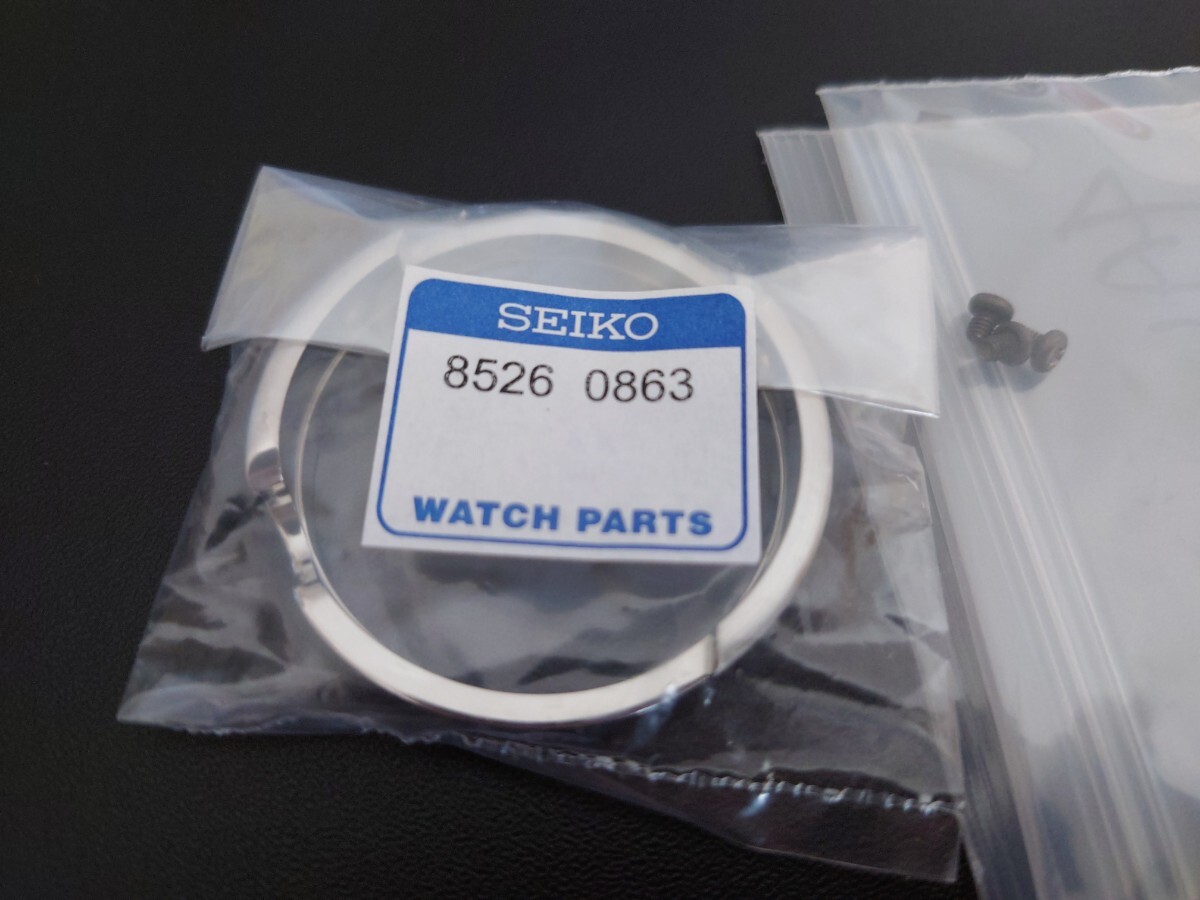 SEIKO
8526 0863
WATCH PARTS